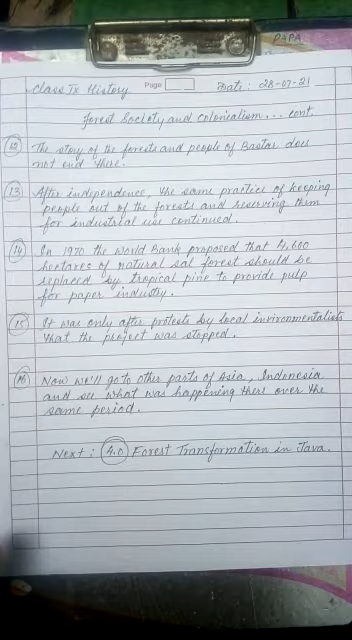 PAPA
Class IX History Page Date: 28-07-21
Forest Society and Colonialism... cont.
12) The story of the forests and people of Bastar does
not end there.
13) After independence, the same practice of keeping
people out of the forests and reserving them
for industrial use continued.
14) In 1970 the World Bank proposed that 4,600
hectares of natural sal forest should be
replaced by tropical pine to provide pulp
for paper industry.
15) It was only after protests by local invironmentalists
that the project was stopped.
16) Now we'll go to other parts of Asia, Indonesia
and see what was happening there over the
same period.
Next: 4.0 Forest Transformation in Java.